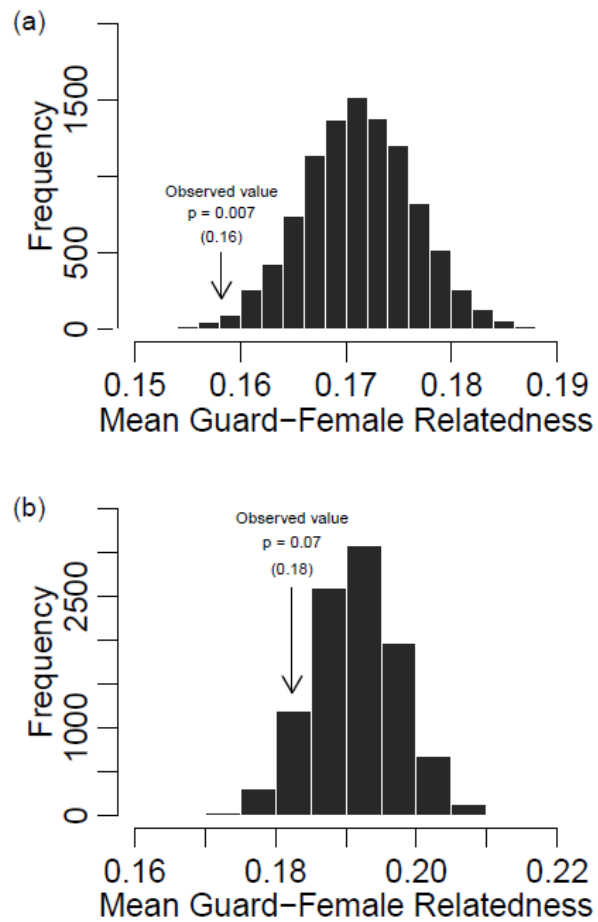 (a)
Frequency
1500
500
0
Observed value
p = 0.007
(0.16)
0.15 0.16 0.17 0.18 0.19
Mean Guard−Female Relatedness
(b)
Frequency
2500
1000
0
Observed value
p = 0.07
(0.18)
0.16 0.18 0.20 0.22
Mean Guard−Female Relatedness